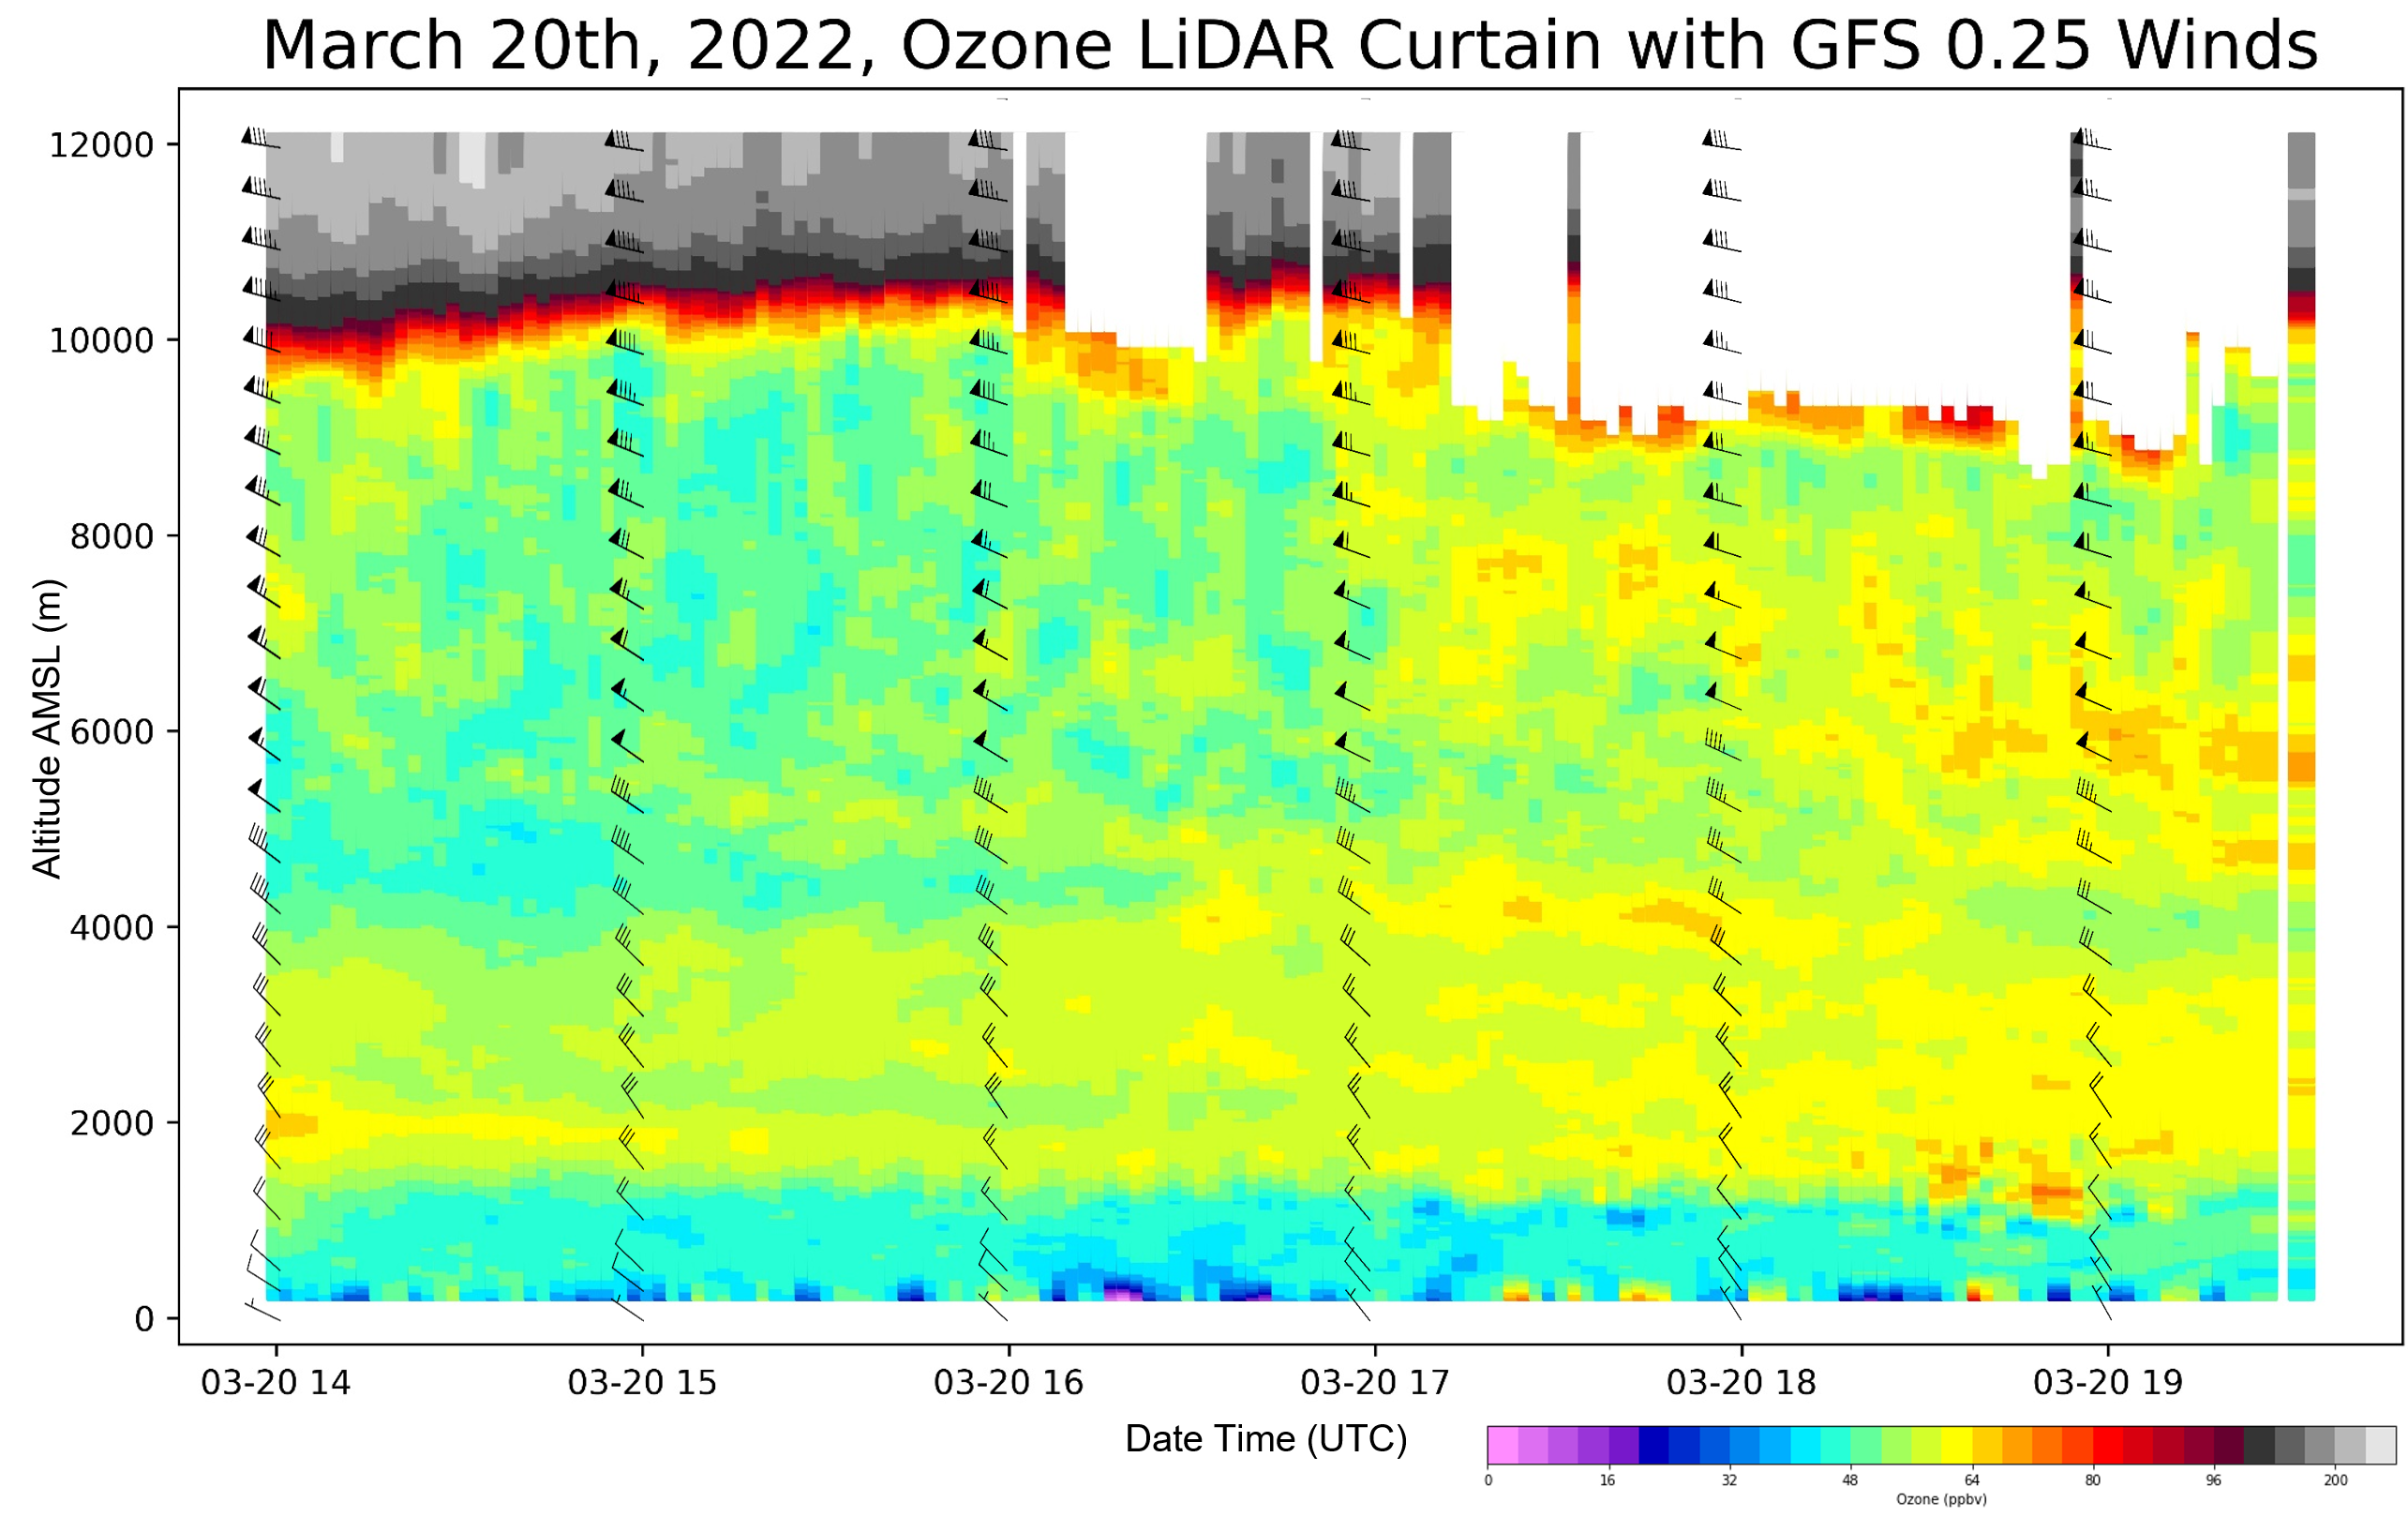 March 20th, 2022, Ozone LiDAR Curtain with GFS 0.25 Winds
Altitude AMSL (m)
12000
10000
8000
6000
4000
2000
0
03-20 14 03-20 15 03-20 16 03-20 17 03-20 18 03-20 19
Date Time (UTC)
0 16 32 48 64 80 96 200
Ozone (ppbv)